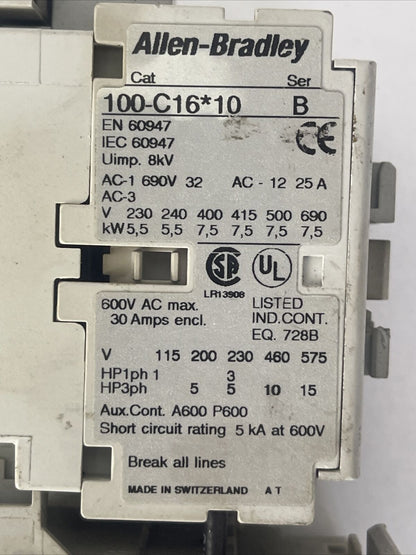 Allen-Bradley
Cat Ser
100-C16*10 B
EN 60947
IEC 60947
Uimp. 8kV
CE
AC-1 690V 32 AC - 12 25 A
AC-3
V 230 240 400 415 500 690
kW 5,5 5,5 7,5 7,5 7,5 7,5
SA UL
LR13908
600V AC max. LISTED
30 Amps encl. IND.CONT.
EQ. 728B
V 115 200 230 460 575
HP1ph 1 3
HP3ph 5 5 10 15
Aux.Cont. A600 P600
Short circuit rating 5 kA at 600V
Break all lines
MADE IN SWITZERLAND A T